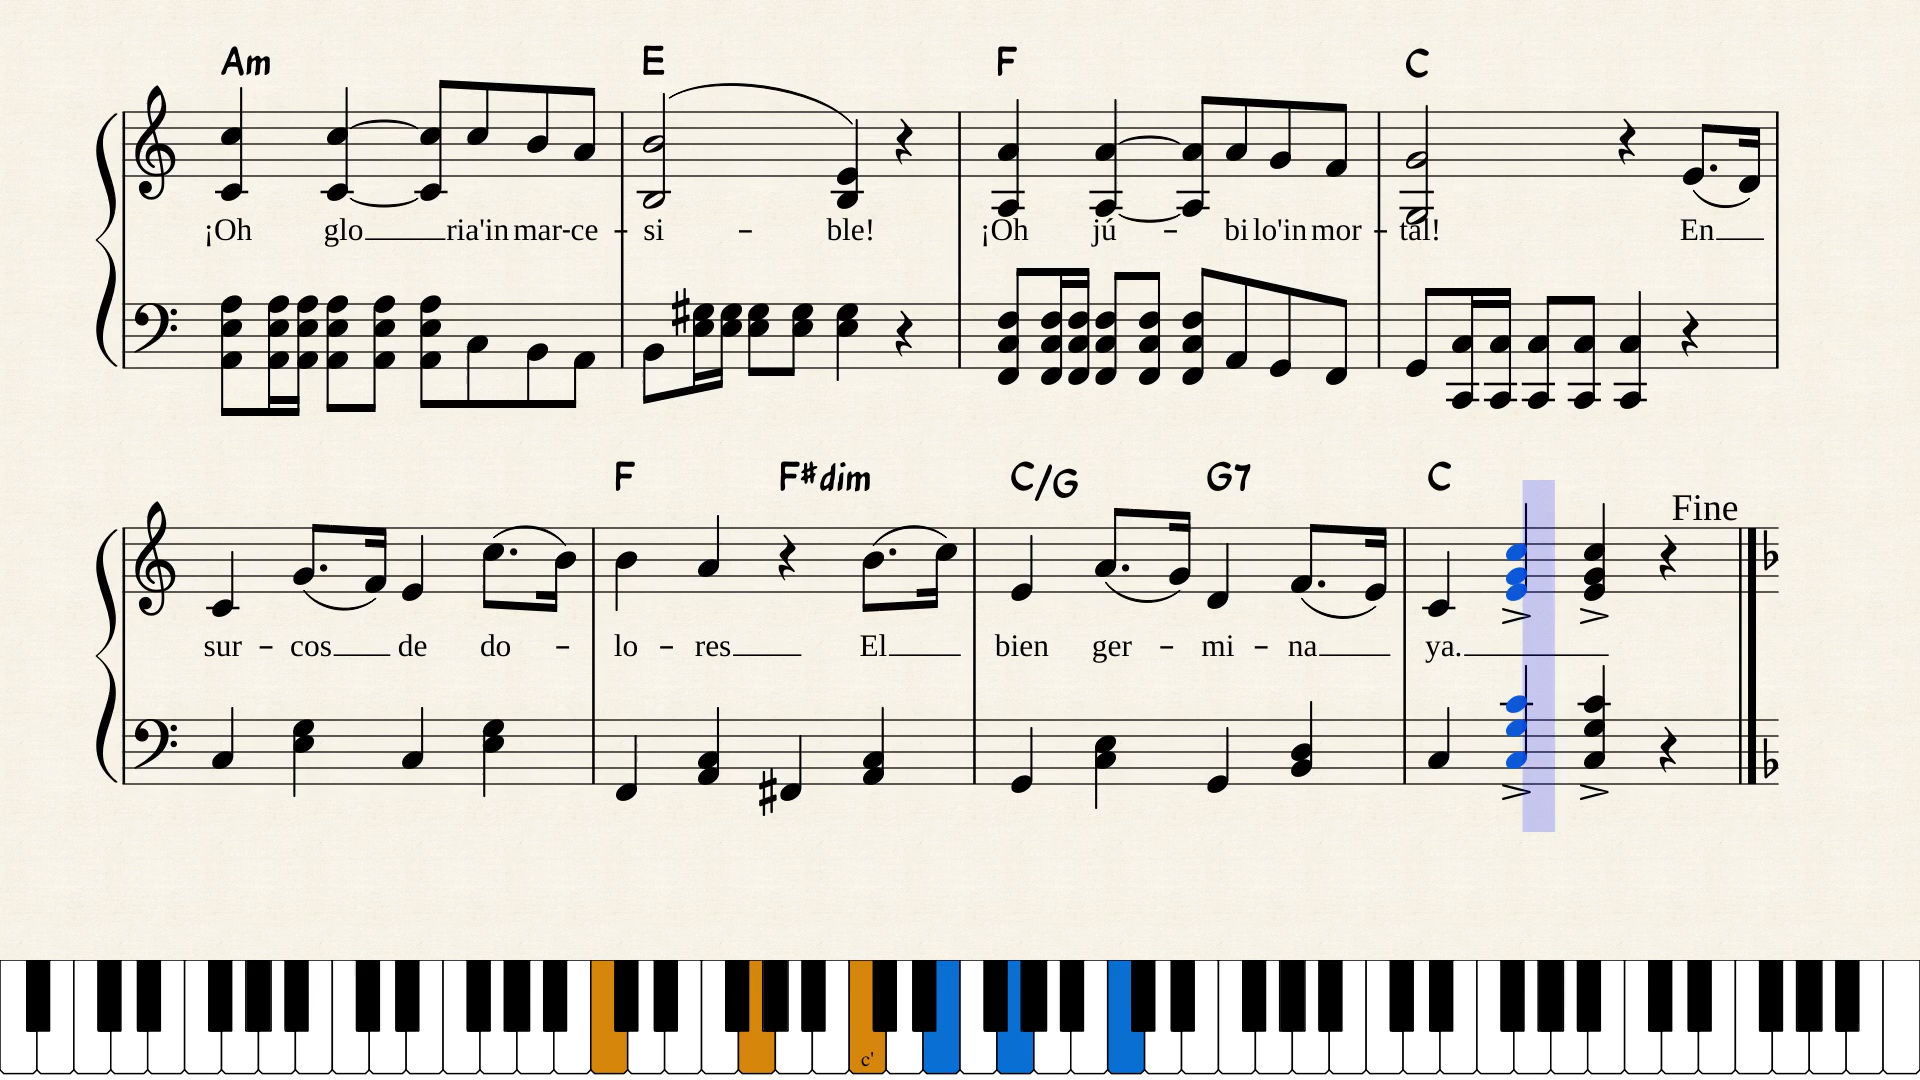 Am E F C
¡Oh glo ria'in mar-ce - si - ble! ¡Oh jú - bi lo'in mor - tal! En
F F#dim C/G G7 C
Fine
sur - cos de do - lo - res El bien ger - mi - na ya.
c'